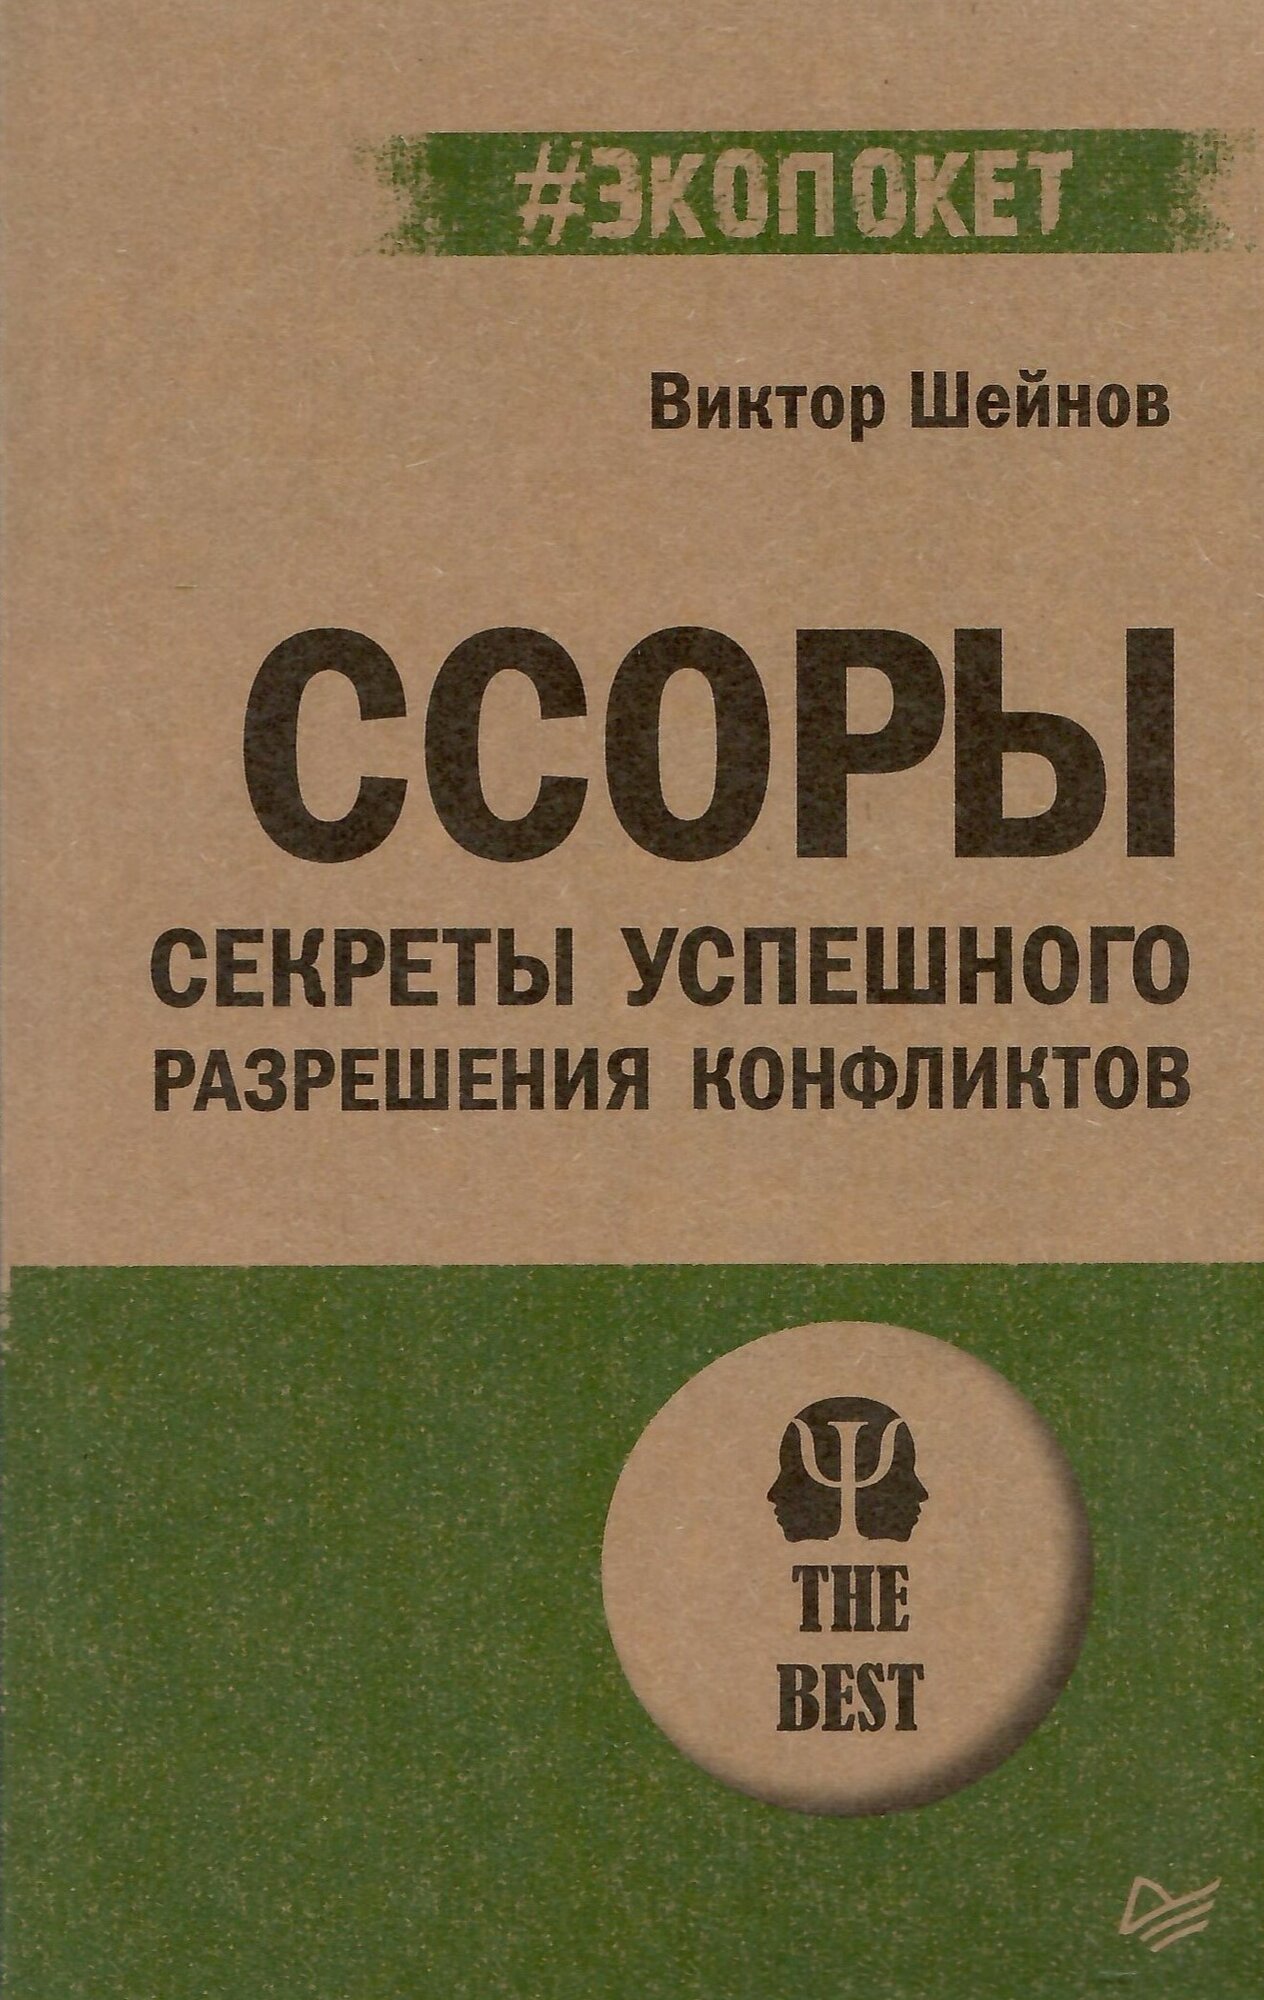 #ЭКОПОКЕТ
Виктор Шейнов
ССОРЫ
СЕКРЕТЫ УСПЕШНОГО
РАЗРЕШЕНИЯ КОНФЛИКТОВ
THE
BEST